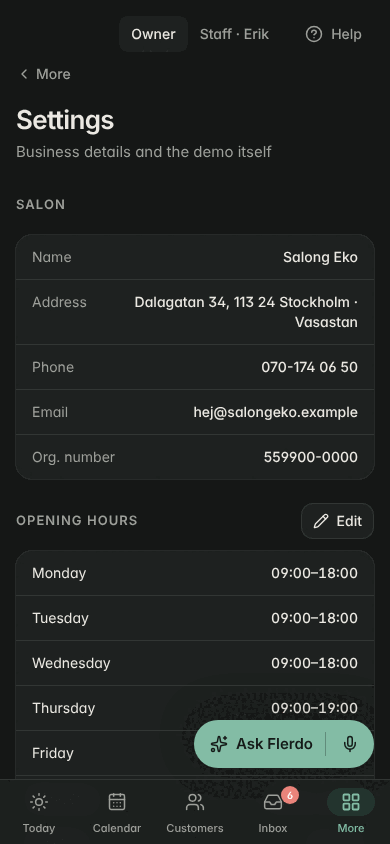 Owner Staff · Erik Help
More
Settings
Business details and the demo itself
SALON
Name Salong Eko
Address Dalagatan 34, 113 24 Stockholm ·
Vasastan
Phone 070-174 06 50
Email hej@salongeko.example
Org. number 559900-0000
OPENING HOURS Edit
Monday 09:00–18:00
Tuesday 09:00–18:00
Wednesday 09:00–18:00
Thursday 09:00–19:00
Friday
Ask Flerdo
6
Today Calendar Customers Inbox More